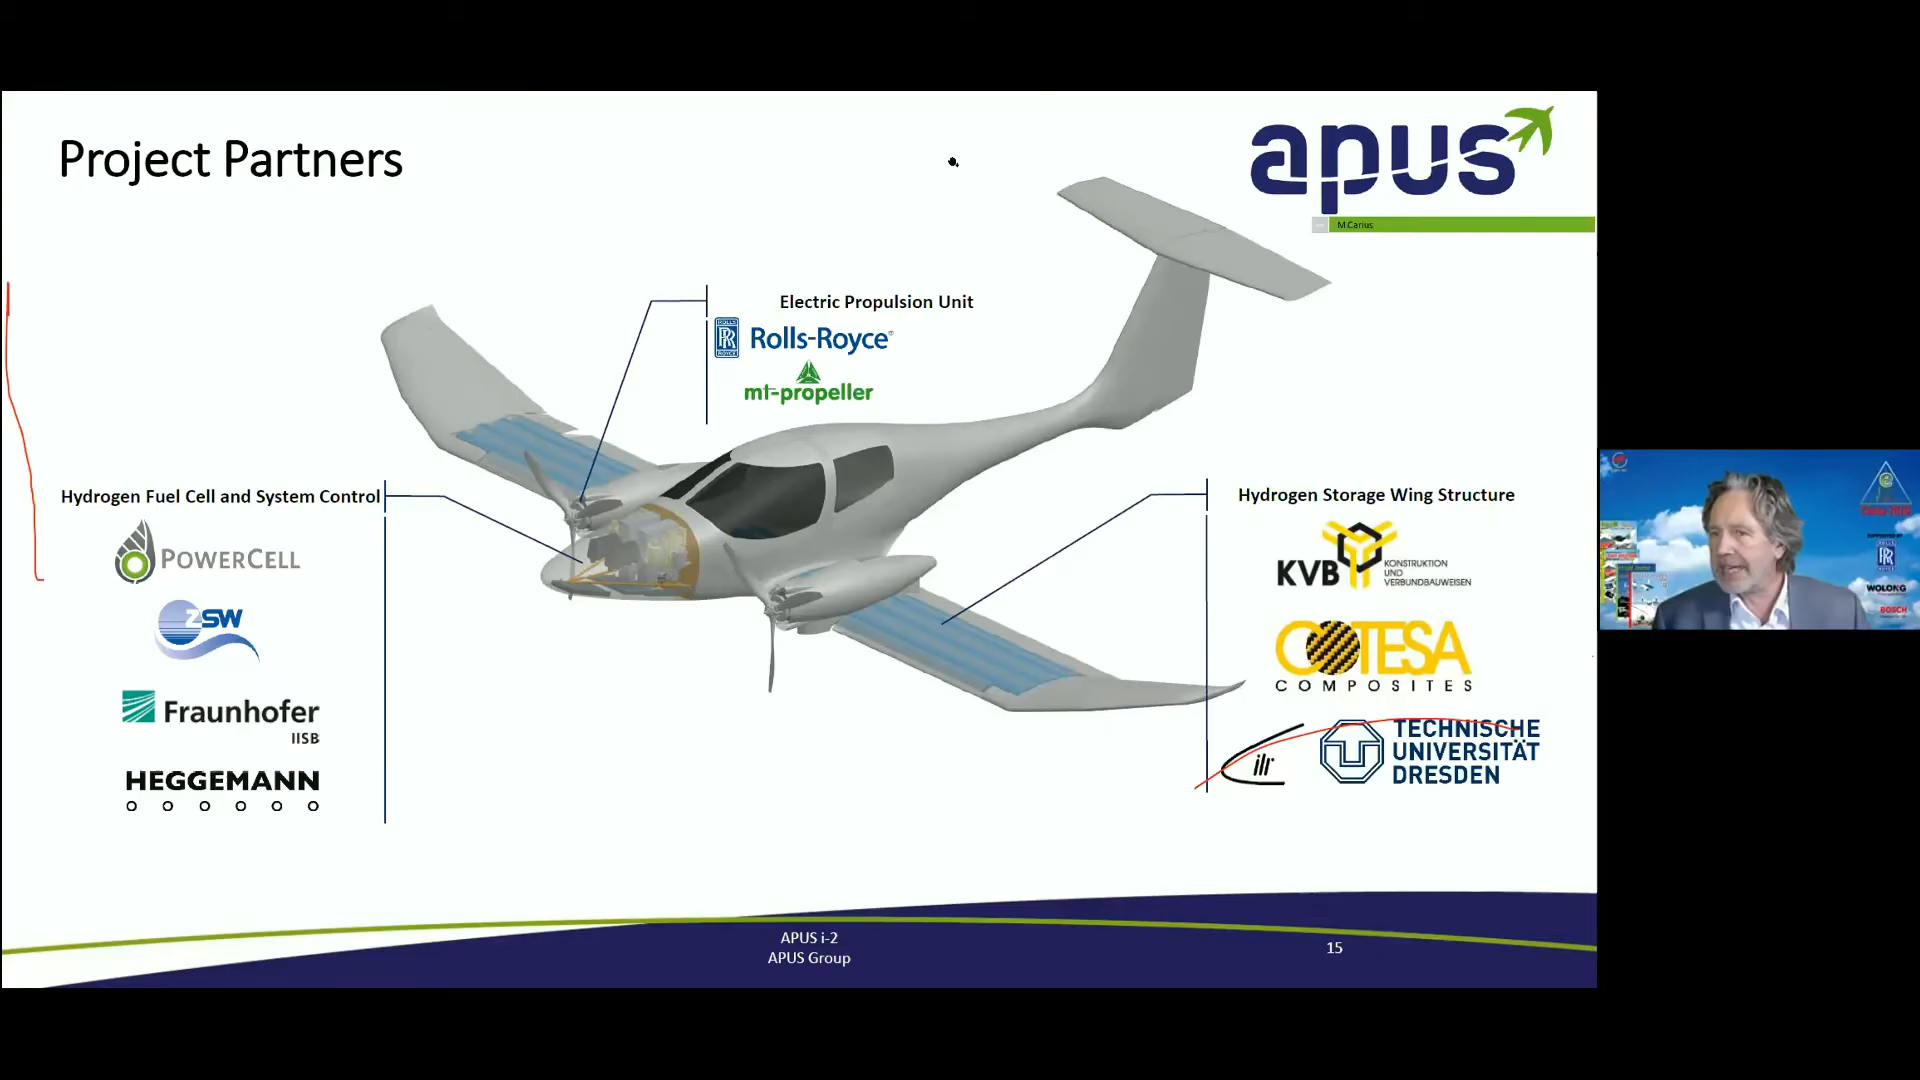 Project Partners
apus
M.Carius
Electric Propulsion Unit
Rolls-Royce
mt-propeller
Hydrogen Fuel Cell and System Control
POWERCELL
ZSW
Fraunhofer
IISB
HEGGEMANN
Hydrogen Storage Wing Structure
KVB
KONSTRUKTION
UND
VERBUNDBAUWEISEN
COTESA
COMPOSITES
ilr
TECHNISCHE
UNIVERSITÄT
DRESDEN
APUS i-2
APUS Group
15
WOLONG
BOSCH